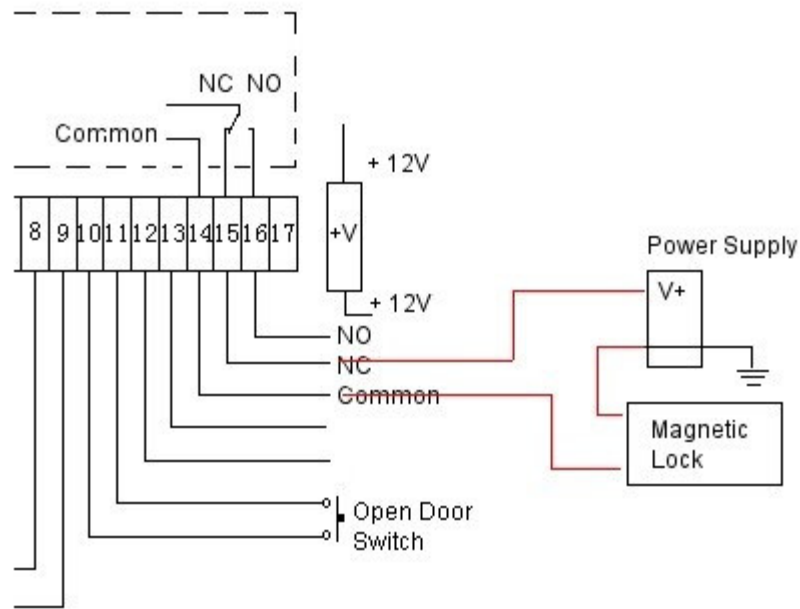 NC NO
Common
+ 12V
8 9 10 11 12 13 14 15 16 17
+V
Power Supply
V+
+ 12V
NO
NC
Common
Magnetic
Lock
Open Door
Switch